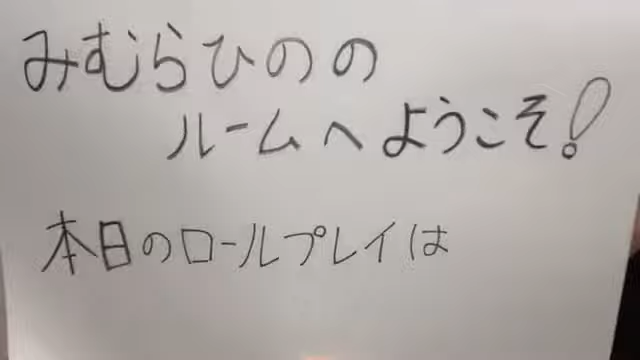 みむらひのの
ルームへようこそ!
本日のロールプレイは